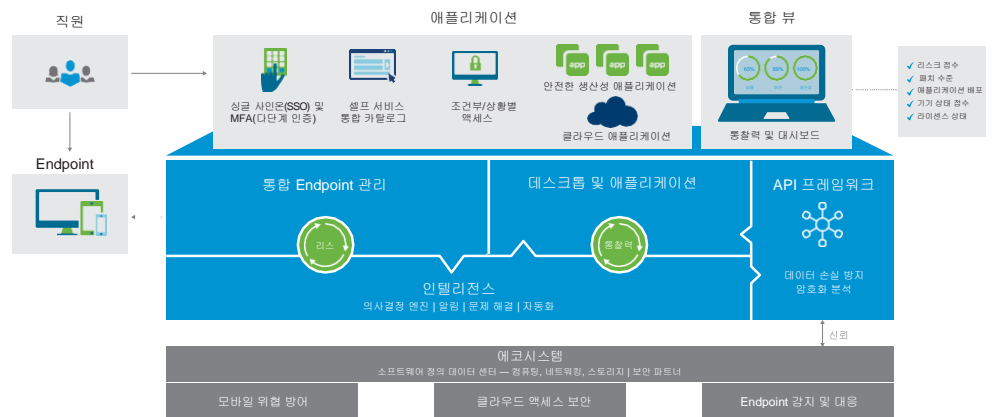 직원
애플리케이션
통합 뷰
app
app
app
싱글 사인온(SSO) 및
MFA(다단계 인증)
셀프 서비스
통합 카탈로그
조건부/상황별
액세스
안전한 생산성 애플리케이션
클라우드 애플리케이션
100%
통찰력 및 대시보드
리스크 점수
패치 수준
애플리케이션 배포
기기 상태 점수
라이센스 상태
Endpoint
통합 Endpoint 관리
데스크톱 및 애플리케이션
API 프레임워크
리스
통찰력
데이터 손실 방지
암호화 분석
인텔리전스
의사결정 엔진 | 알림 | 문제 해결 | 자동화
신뢰
에코시스템
소프트웨어 정의 데이터 센터 — 컴퓨팅, 네트워킹, 스토리지 | 보안 파트너
모바일 위협 방어
클라우드 액세스 보안
Endpoint 감지 및 대응